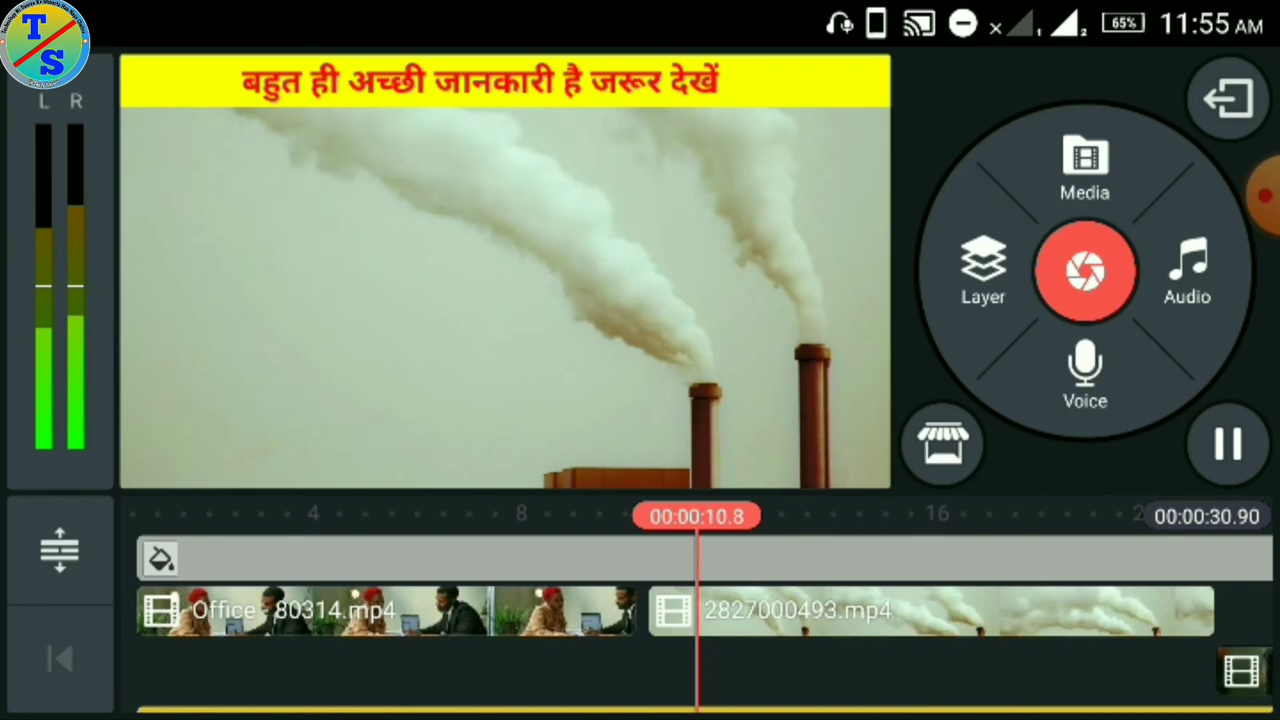 TS
65% 11:55 AM
बहुत ही अच्छी जानकारी है जरूर देखें
L R
Media
Layer
Audio
Voice
4 8 00:00:10.8 16 00:00:30.90
Office - 80314.mp4
2827000493.mp4